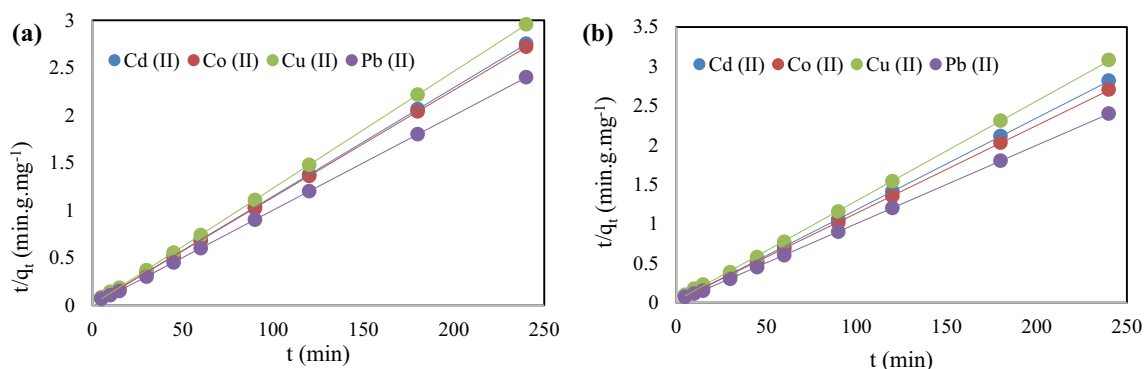 (a)
Cd (II) Co (II) Cu (II) Pb (II)
t/qt (min.g.mg-1)
3
2.5
2
1.5
1
0.5
0
0 50 100 150 200 250
t (min)
(b)
Cd (II) Co (II) Cu (II) Pb (II)
t/qt (min.g.mg-1)
3.5
3
2.5
2
1.5
1
0.5
0
0 50 100 150 200 250
t (min)